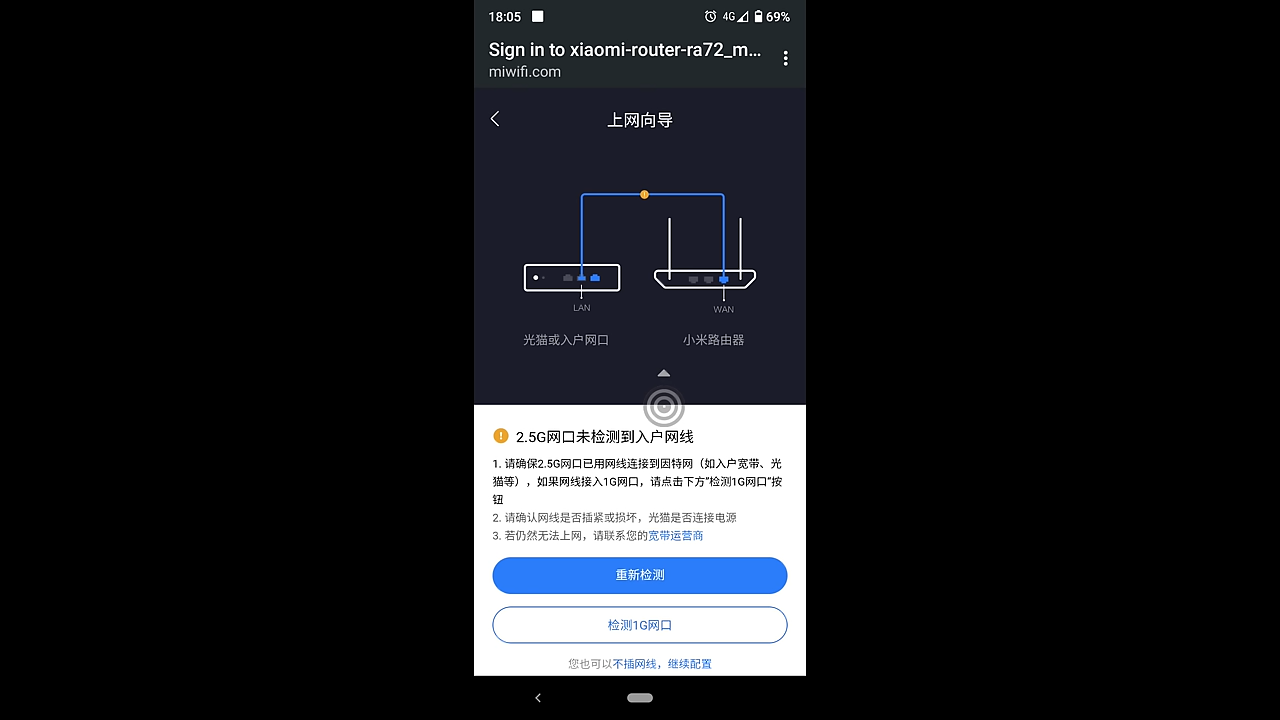 18:05
4G
69%
Sign in to xiaomi-router-ra72_m...
miwifi.com
上网向导
LAN
WAN
光猫或入户网口
小米路由器
2.5G网口未检测到入户网线
1. 请确保2.5G网口已用网线连接到因特网（如入户宽带、光
猫等），如果网线接入1G网口，请点击下方“检测1G网口”按
钮
2. 请确认网线是否插紧或损坏，光猫是否连接电源
3. 若仍然无法上网，请联系您的宽带运营商
重新检测
检测1G网口
您也可以不插网线，继续配置